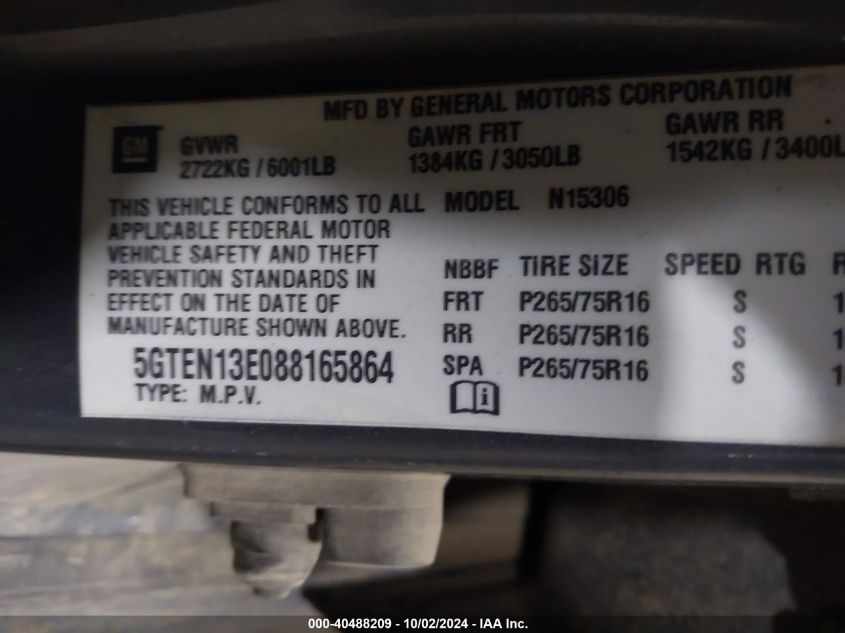 MFD BY GENERAL MOTORS CORPORATION
GM
GVWR GAWR FRT GAWR RR
2722KG / 6001LB 1384KG / 3050LB 1542KG / 3400L
THIS VEHICLE CONFORMS TO ALL
APPLICABLE FEDERAL MOTOR
VEHICLE SAFETY AND THEFT
PREVENTION STANDARDS IN
EFFECT ON THE DATE OF
MANUFACTURE SHOWN ABOVE.
5GTEN13E088165864
TYPE: M.P.V.
MODEL N15306
NBBF TIRE SIZE SPEED RTG R
FRT P265/75R16 S 1
RR P265/75R16 S 1
SPA P265/75R16 S 1
i
000-40488209 - 10/02/2024 - IAA Inc.